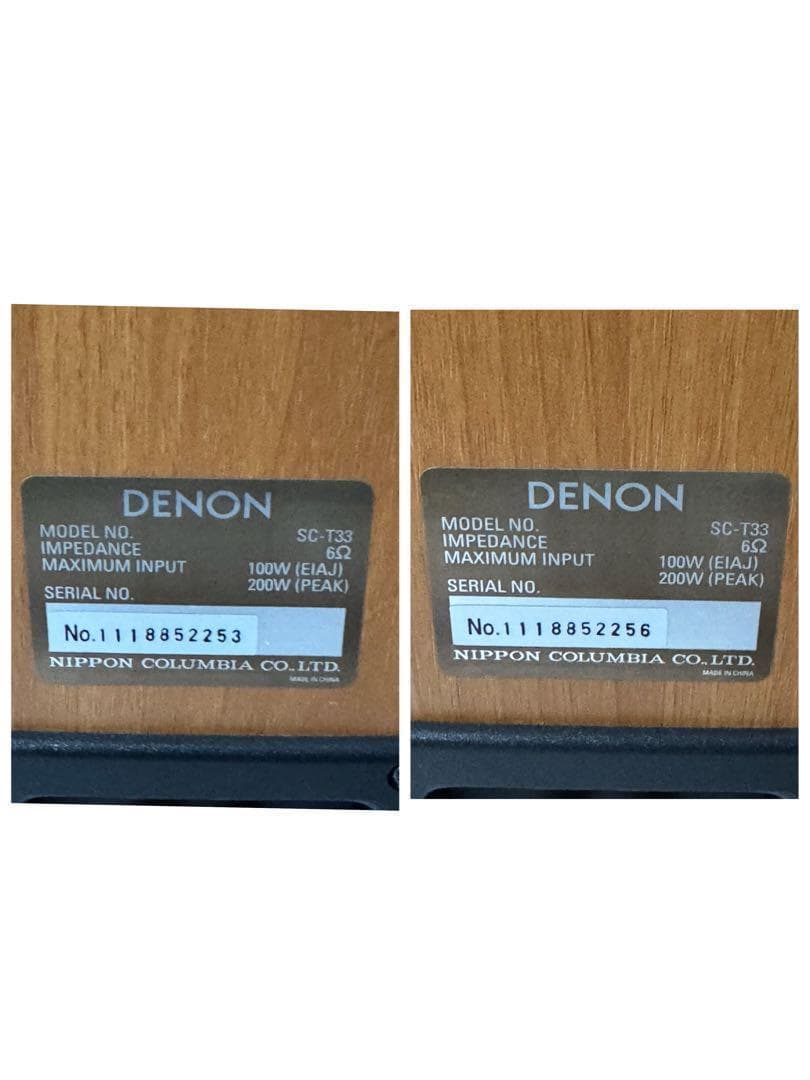 DENON
MODEL NO. SC-T33
IMPEDANCE 6Ω
MAXIMUM INPUT 100W (EIAJ)
200W (PEAK)
SERIAL NO.
No.1118852253
NIPPON COLUMBIA CO.,LTD.
MADE IN CHINA
DENON
MODEL NO. SC-T33
IMPEDANCE 6Ω
MAXIMUM INPUT 100W (EIAJ)
200W (PEAK)
SERIAL NO.
No.1118852256
NIPPON COLUMBIA CO.,LTD.
MADE IN CHINA